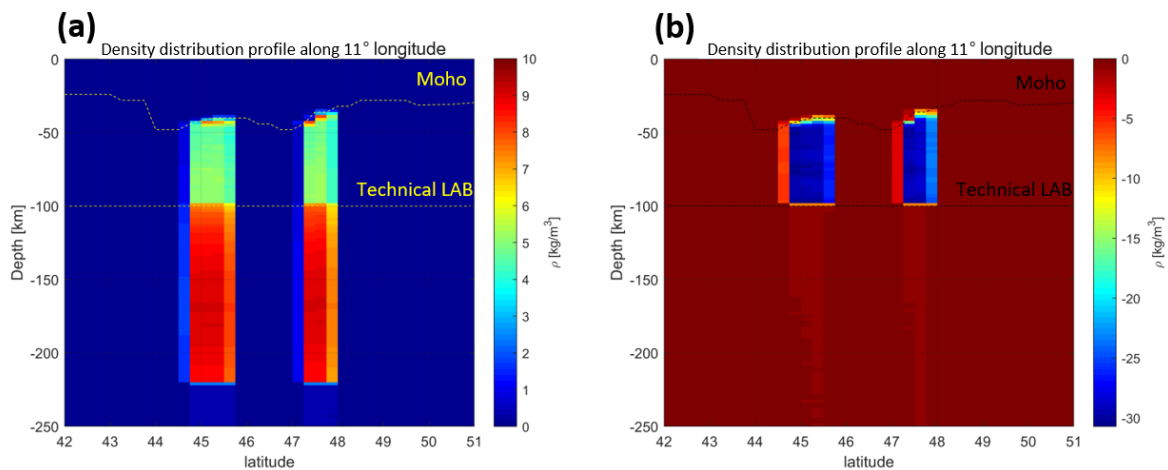 (a)
Density distribution profile along 11° longitude
Moho
Technical LAB
0
-50
-100
-150
-200
-250
Depth [km]
42 43 44 45 46 47 48 49 50 51
latitude
10
9
8
7
6
5
4
3
2
1
0
ρ [kg/m³]
(b)
Density distribution profile along 11° longitude
Moho
Technical LAB
0
-50
-100
-150
-200
-250
Depth [km]
42 43 44 45 46 47 48 49 50 51
latitude
0
-5
-10
-15
-20
-25
-30
ρ [kg/m³]